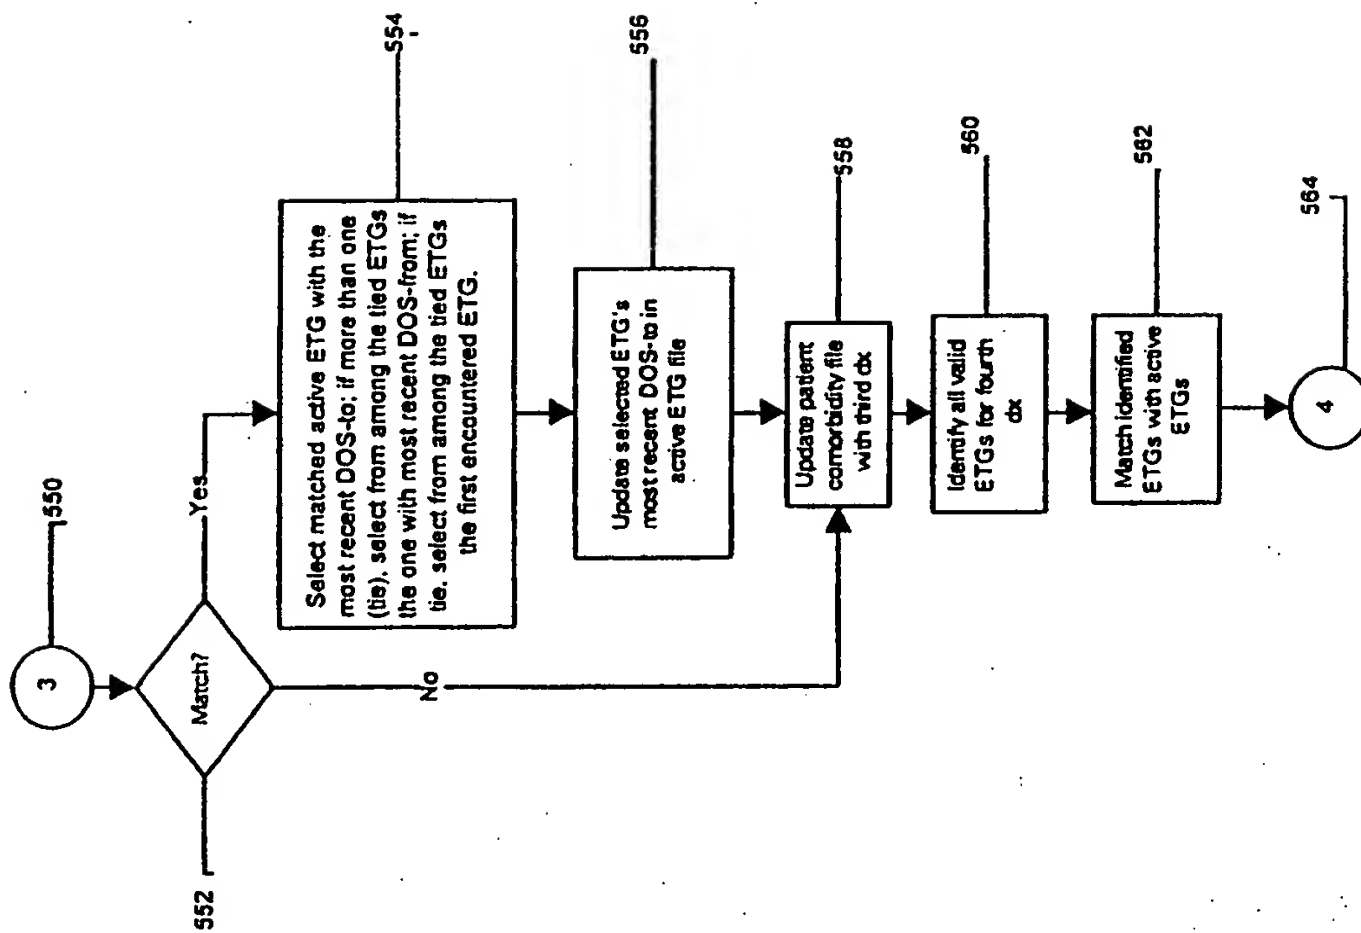 3
550
Match?
552
Yes
No
Select matched active ETG with the
most recent DOS-to; if more than one
(tie), select from among the tied ETGs
the one with most recent DOS-from; if
tie, select from among the tied ETGs
the first encountered ETG.
554
Update selected ETG's
most recent DOS-to in
active ETG file
556
Update patient
comorbidity file
with third dx
558
Identify all valid
ETGs for fourth
dx
560
Match identified
ETGs with active
ETGs
562
4
564